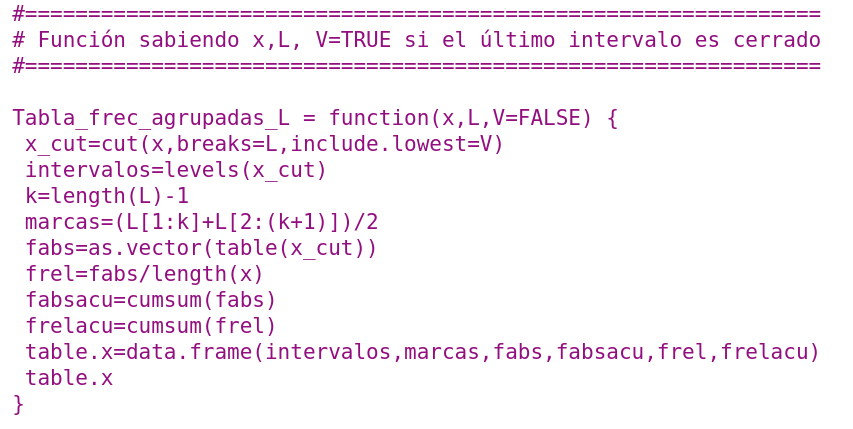 #===============================================================
# Función sabiendo x,L, V=TRUE si el último intervalo es cerrado
#===============================================================
Tabla_frec_agrupadas_L = function(x,L,V=FALSE) {
 x_cut=cut(x,breaks=L,include.lowest=V)
 intervalos=levels(x_cut)
 k=length(L)-1
 marcas=(L[1:k]+L[2:(k+1)])/2
 fabs=as.vector(table(x_cut))
 frel=fabs/length(x)
 fabsacu=cumsum(fabs)
 frelacu=cumsum(frel)
 table.x=data.frame(intervalos,marcas,fabs,fabsacu,frel,frelacu)
 table.x
}